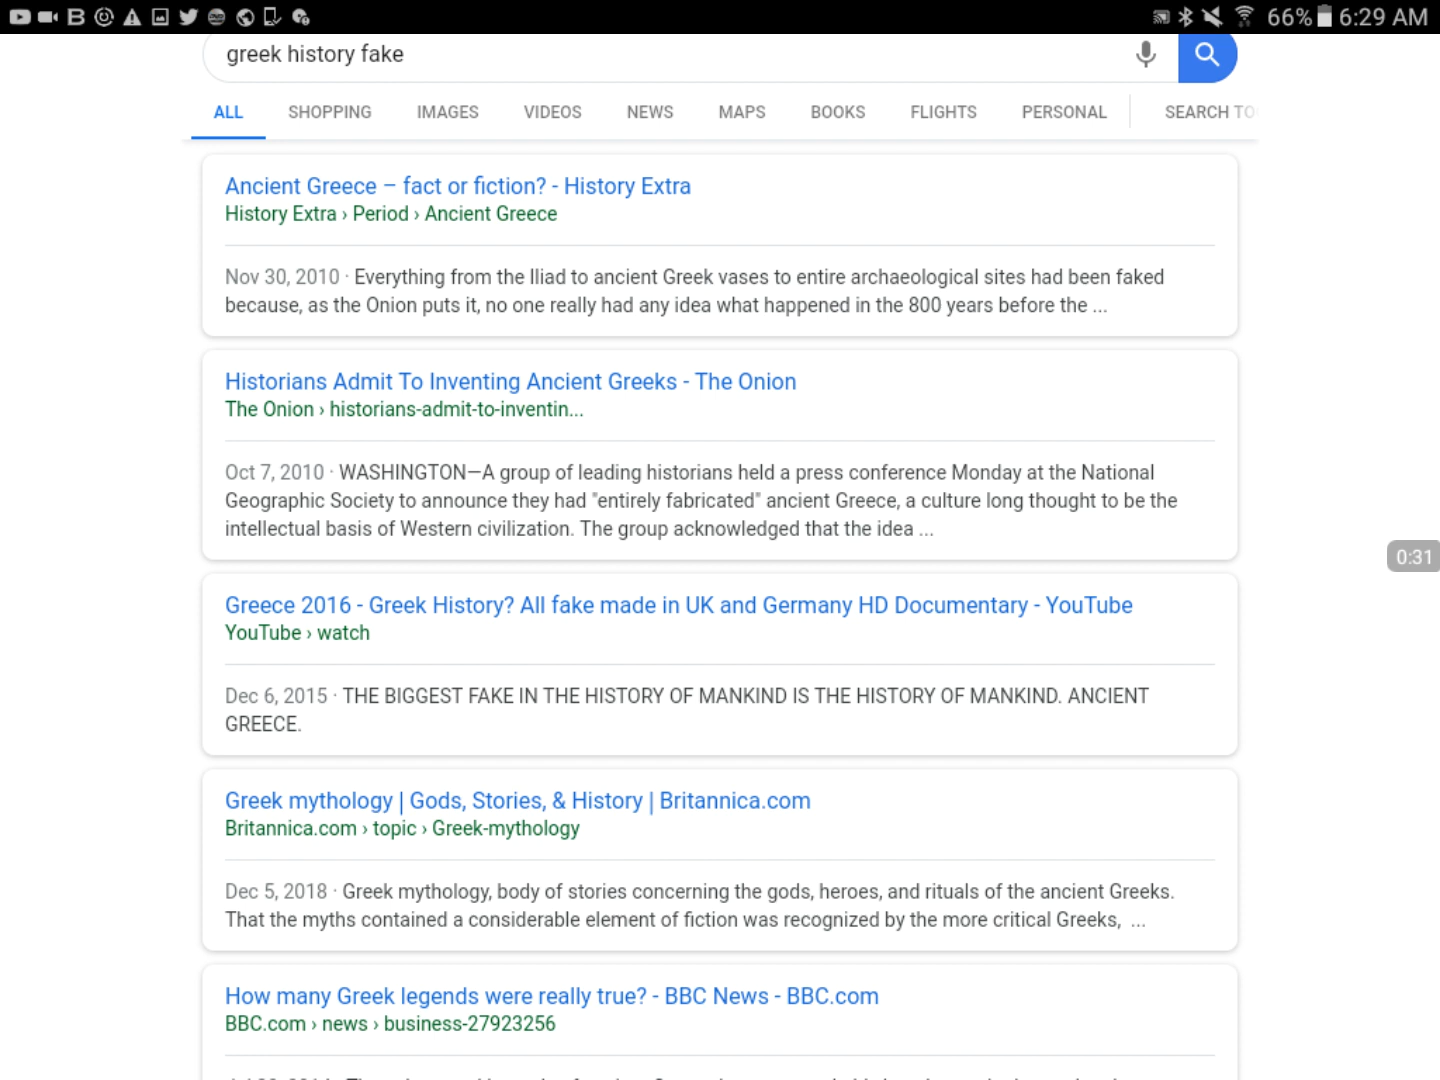 66% 6:29 AM
greek history fake
ALL SHOPPING IMAGES VIDEOS NEWS MAPS BOOKS FLIGHTS PERSONAL SEARCH TO
Ancient Greece – fact or fiction? - History Extra
History Extra › Period › Ancient Greece
Nov 30, 2010 · Everything from the Iliad to ancient Greek vases to entire archaeological sites had been faked
because, as the Onion puts it, no one really had any idea what happened in the 800 years before the ...
Historians Admit To Inventing Ancient Greeks - The Onion
The Onion › historians-admit-to-inventin...
Oct 7, 2010 · WASHINGTON—A group of leading historians held a press conference Monday at the National
Geographic Society to announce they had "entirely fabricated" ancient Greece, a culture long thought to be the
intellectual basis of Western civilization. The group acknowledged that the idea ...
0:31
Greece 2016 - Greek History? All fake made in UK and Germany HD Documentary - YouTube
YouTube › watch
Dec 6, 2015 · THE BIGGEST FAKE IN THE HISTORY OF MANKIND IS THE HISTORY OF MANKIND. ANCIENT
GREECE.
Greek mythology | Gods, Stories, & History | Britannica.com
Britannica.com › topic › Greek-mythology
Dec 5, 2018 · Greek mythology, body of stories concerning the gods, heroes, and rituals of the ancient Greeks.
That the myths contained a considerable element of fiction was recognized by the more critical Greeks, ...
How many Greek legends were really true? - BBC News - BBC.com
BBC.com › news › business-27923256